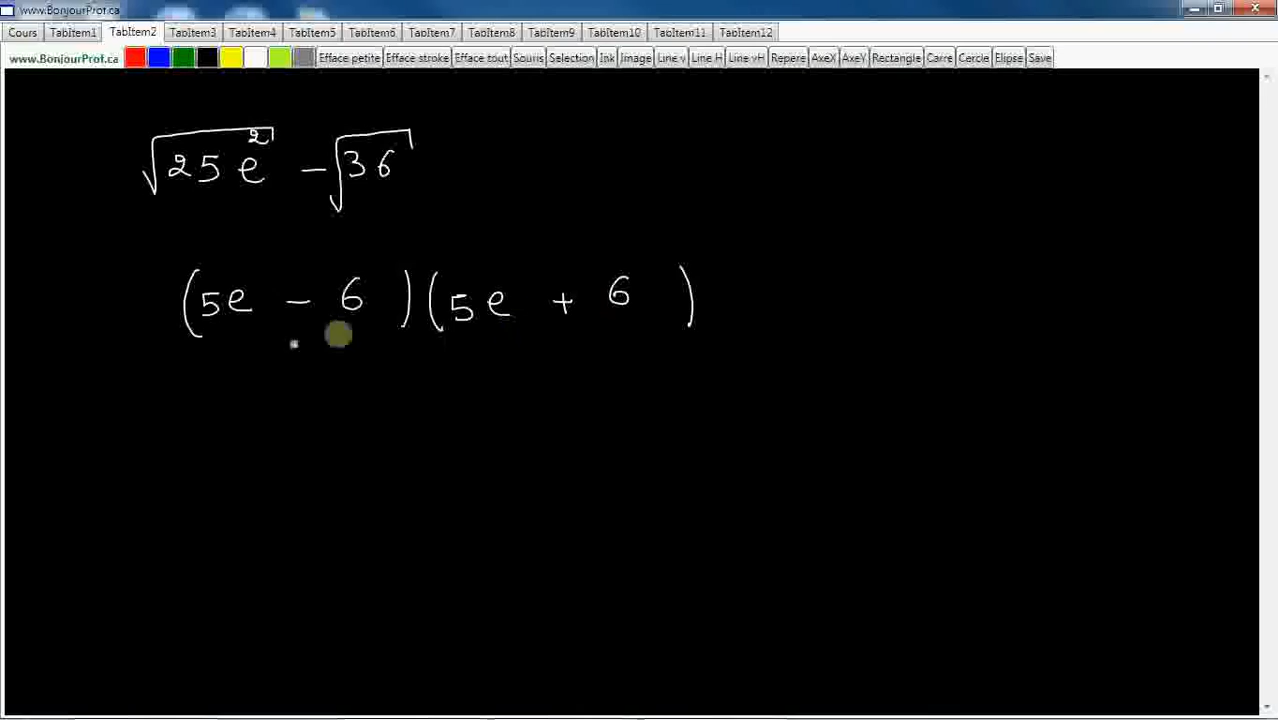 www.BonjourProf.ca
Cours TabItem1 TabItem2 TabItem3 TabItem4 TabItem5 TabItem6 TabItem7 TabItem8 TabItem9 TabItem10 TabItem11 TabItem12
www.BonjourProf.ca Efface petite Efface stroke Efface tout Souris Selection Ink Image Line v Line H Line vH Repere AxeX AxeY Rectangle Carre Cercle Elipse Save
√25e² - √36
(5e - 6)(5e + 6)